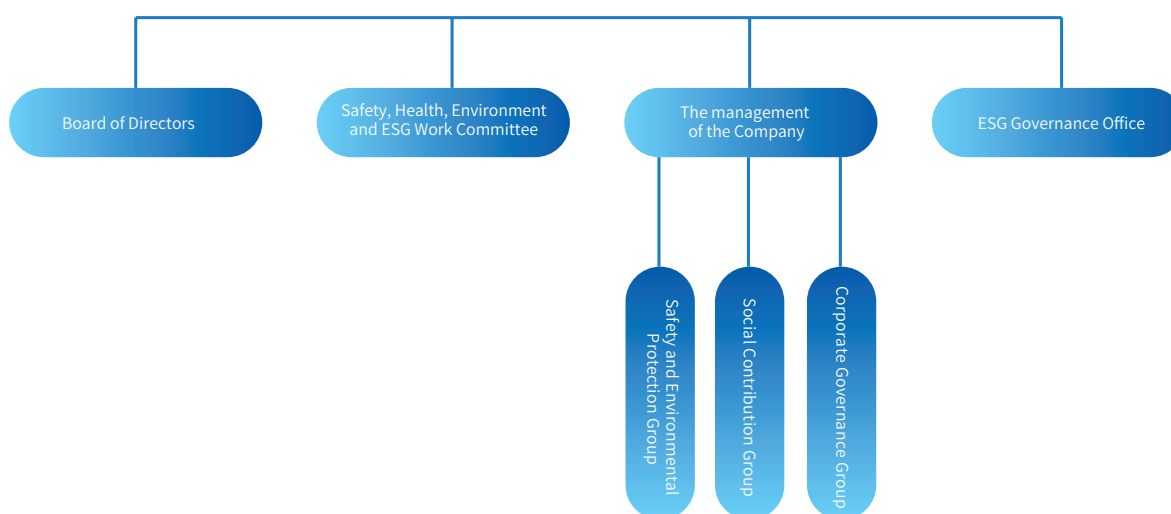 Board of Directors
Safety, Health, Environment
and ESG Work Committee
The management
of the Company
ESG Governance Office
Safety and Environmental
Protection Group
Social Contribution Group
Corporate Governance Group